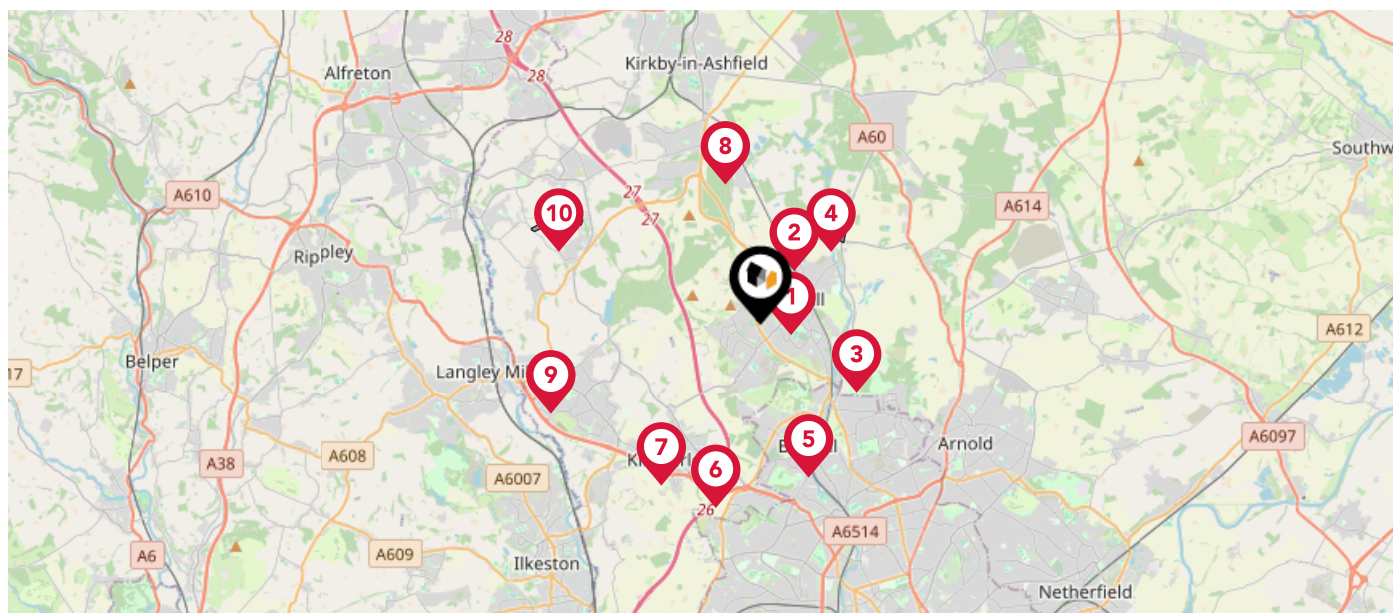 28
Kirkby-in-Ashfield
Alfreton
28
A60
8
Southw
27
A610
A614
27
10
4
2
Rippley
1
ll
A612
3
Belper
17
Langley Mi
9
5
Arnold
A6097
7
6
A608
A38
A6007
26
A6514
A6
A609
Ilkeston
Netherfield